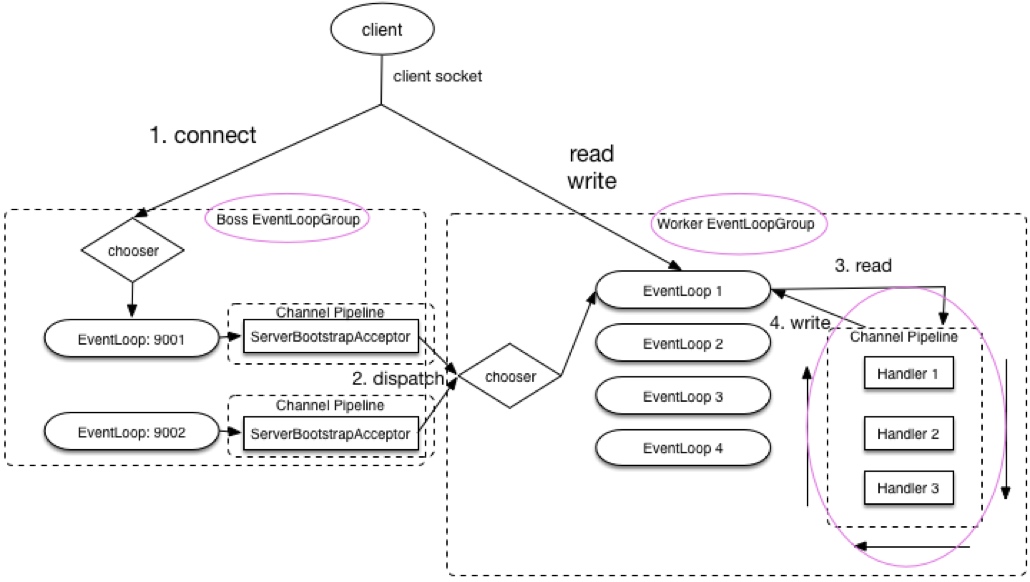 client
client socket
1. connect
read
write
Boss EventLoopGroup
Worker EventLoopGroup
chooser
3. read
EventLoop 1
4. write
Channel Pipeline
ServerBootstrapAcceptor
EventLoop: 9001
Channel Pipeline
EventLoop 2
Handler 1
2. dispatch
chooser
EventLoop 3
Channel Pipeline
EventLoop: 9002
ServerBootstrapAcceptor
Handler 2
EventLoop 4
Handler 3